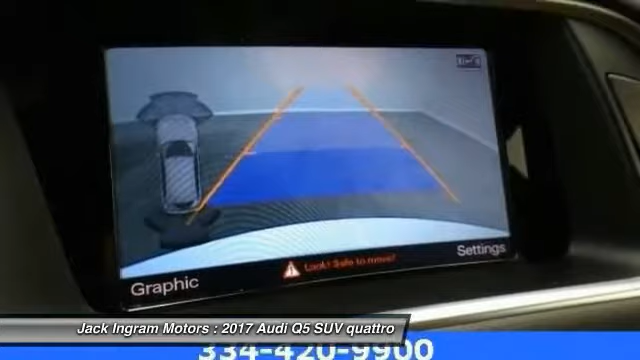 Look! Safe to move?
Settings
Graphic
Jack Ingram Motors : 2017 Audi Q5 SUV quattro
334-420-9900